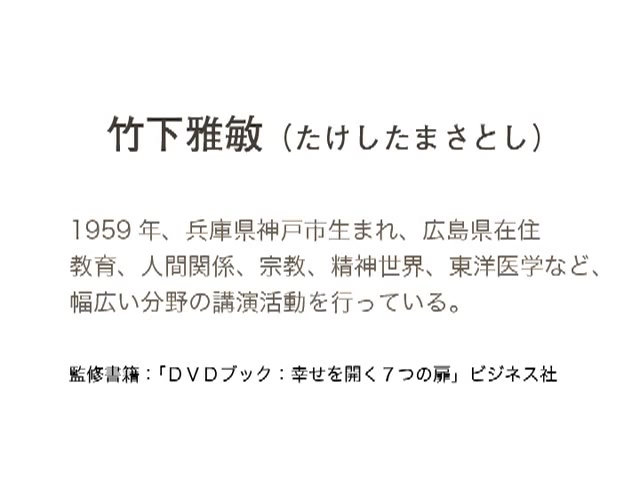 竹下雅敏（たけしたまさとし）
1959 年、兵庫県神戸市生まれ、広島県在住
教育、人間関係、宗教、精神世界、東洋医学など、
幅広い分野の講演活動を行っている。
監修書籍：「ＤＶＤブック：幸せを開く７つの扉」ビジネス社